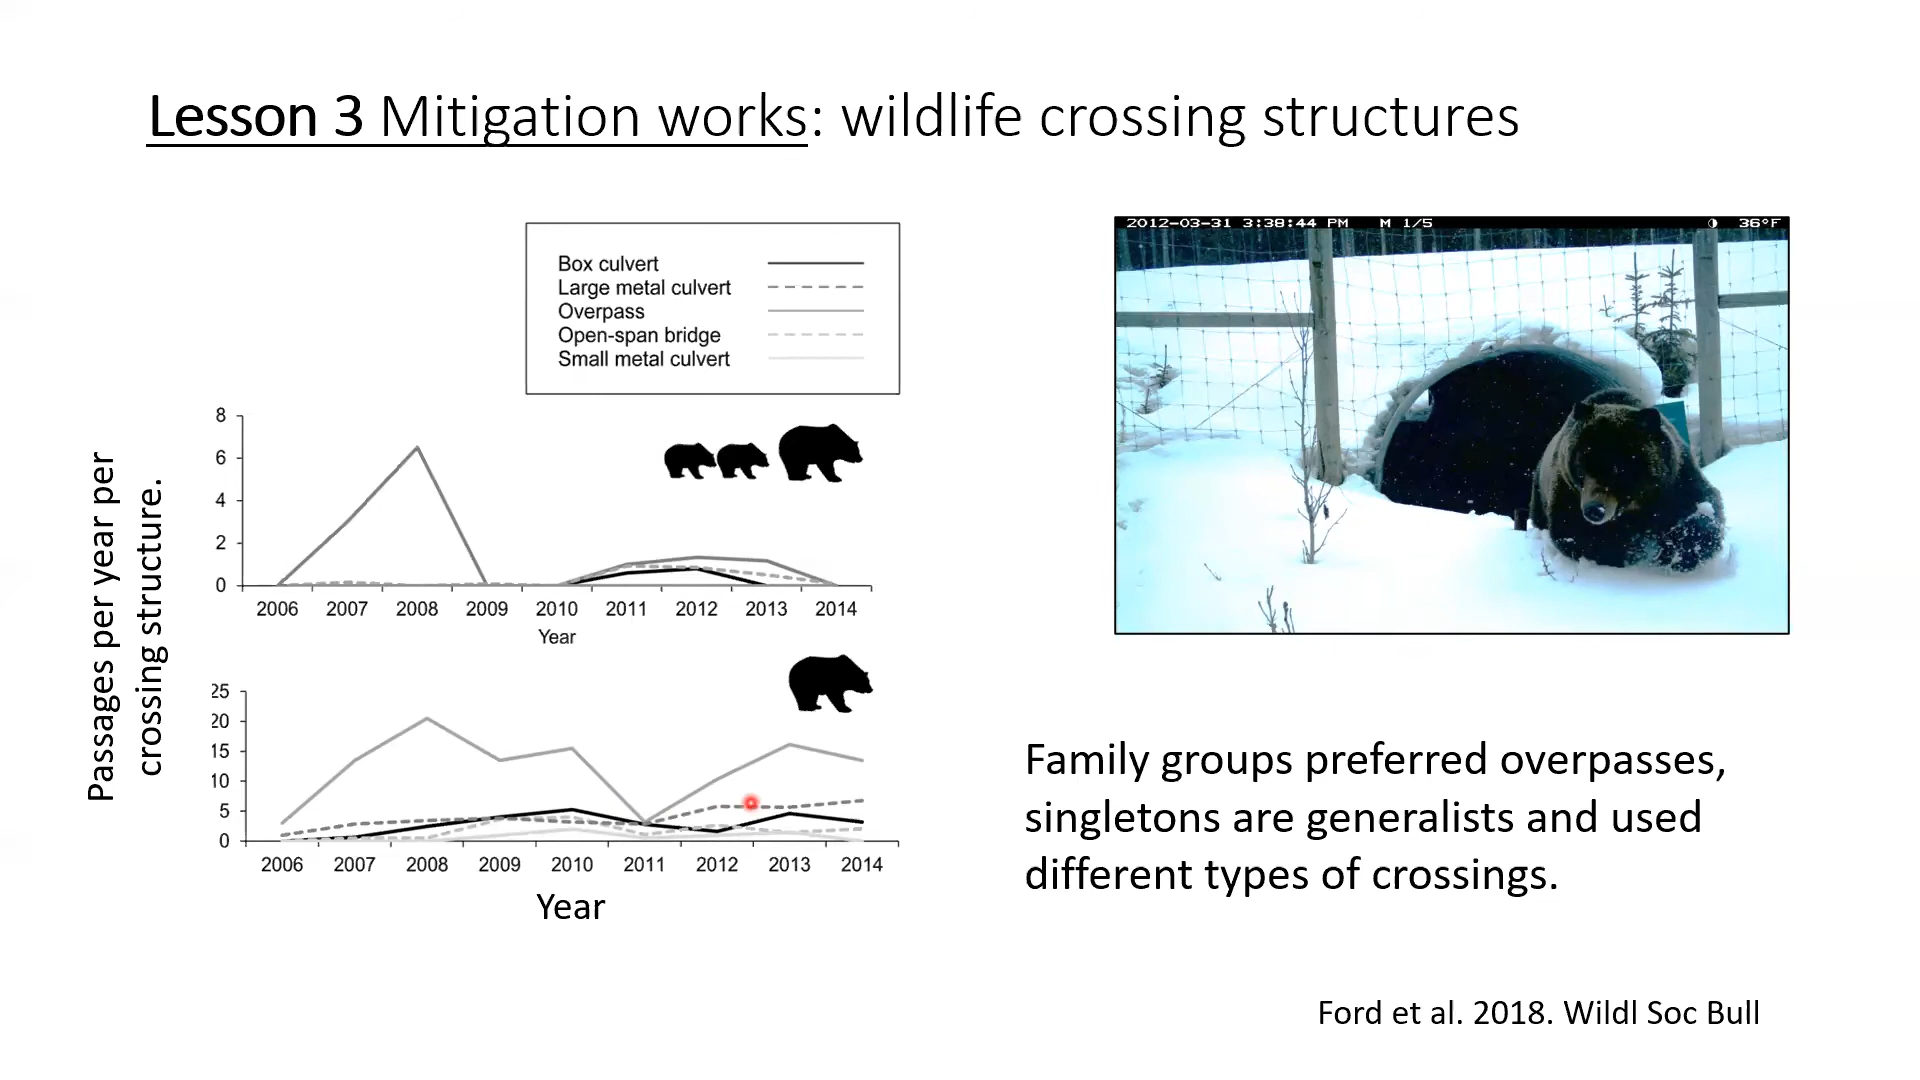 Lesson 3 Mitigation works: wildlife crossing structures
Box culvert
Large metal culvert
Overpass
Open-span bridge
Small metal culvert
Passages per year per
crossing structure.
8
6
4
2
0
2006 2007 2008 2009 2010 2011 2012 2013 2014
Year
25
20
15
10
5
0
2006 2007 2008 2009 2010 2011 2012 2013 2014
Year
2012-03-31 3:38:44 PM M 1/5 36°F
Family groups preferred overpasses,
singletons are generalists and used
different types of crossings.
Ford et al. 2018. Wildl Soc Bull